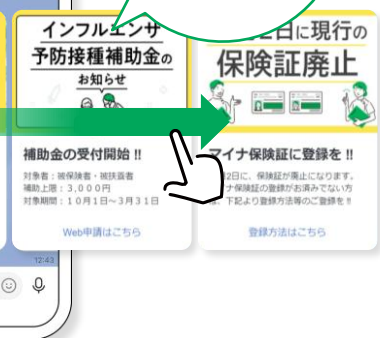 インフルエンザ
予防接種補助金の
お知らせ
補助金の受付開始 !!
対象者：被保険者・被扶養者
補助上限：３,０００円
対象期間：１０月１日～３月３１日
Web申請はこちら
2日に現行の
保険証廃止
マイナ保険証に登録を !!
2日に、保険証が廃止になります。
ナ保険証の登録がお済みでない方
、下記より登録方法等のご登録を !!
登録方法はこちら
12:43